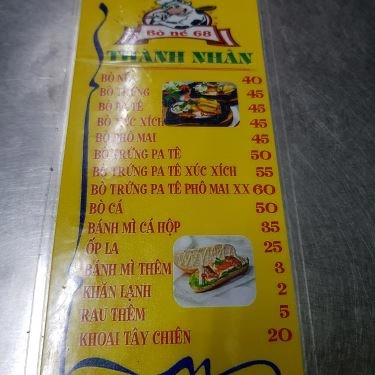 Bò né 68
THÀNH NHÂN
BÒ NÉ 40
BÒ TRỨNG 45
BÒ PA TÊ 45
BÒ XÚC XÍCH 45
BÒ PHÔ MAI 45
BÒ TRỨNG PA TÊ 50
BÒ TRỨNG PA TÊ XÚC XÍCH 55
BÒ TRỨNG PA TÊ PHÔ MAI XX 60
BÒ CÁ 50
BÁNH MÌ CÁ HỘP 35
ỐP LA 25
BÁNH MÌ THÊM 3
KHĂN LẠNH 2
RAU THÊM 5
KHOAI TÂY CHIÊN 20